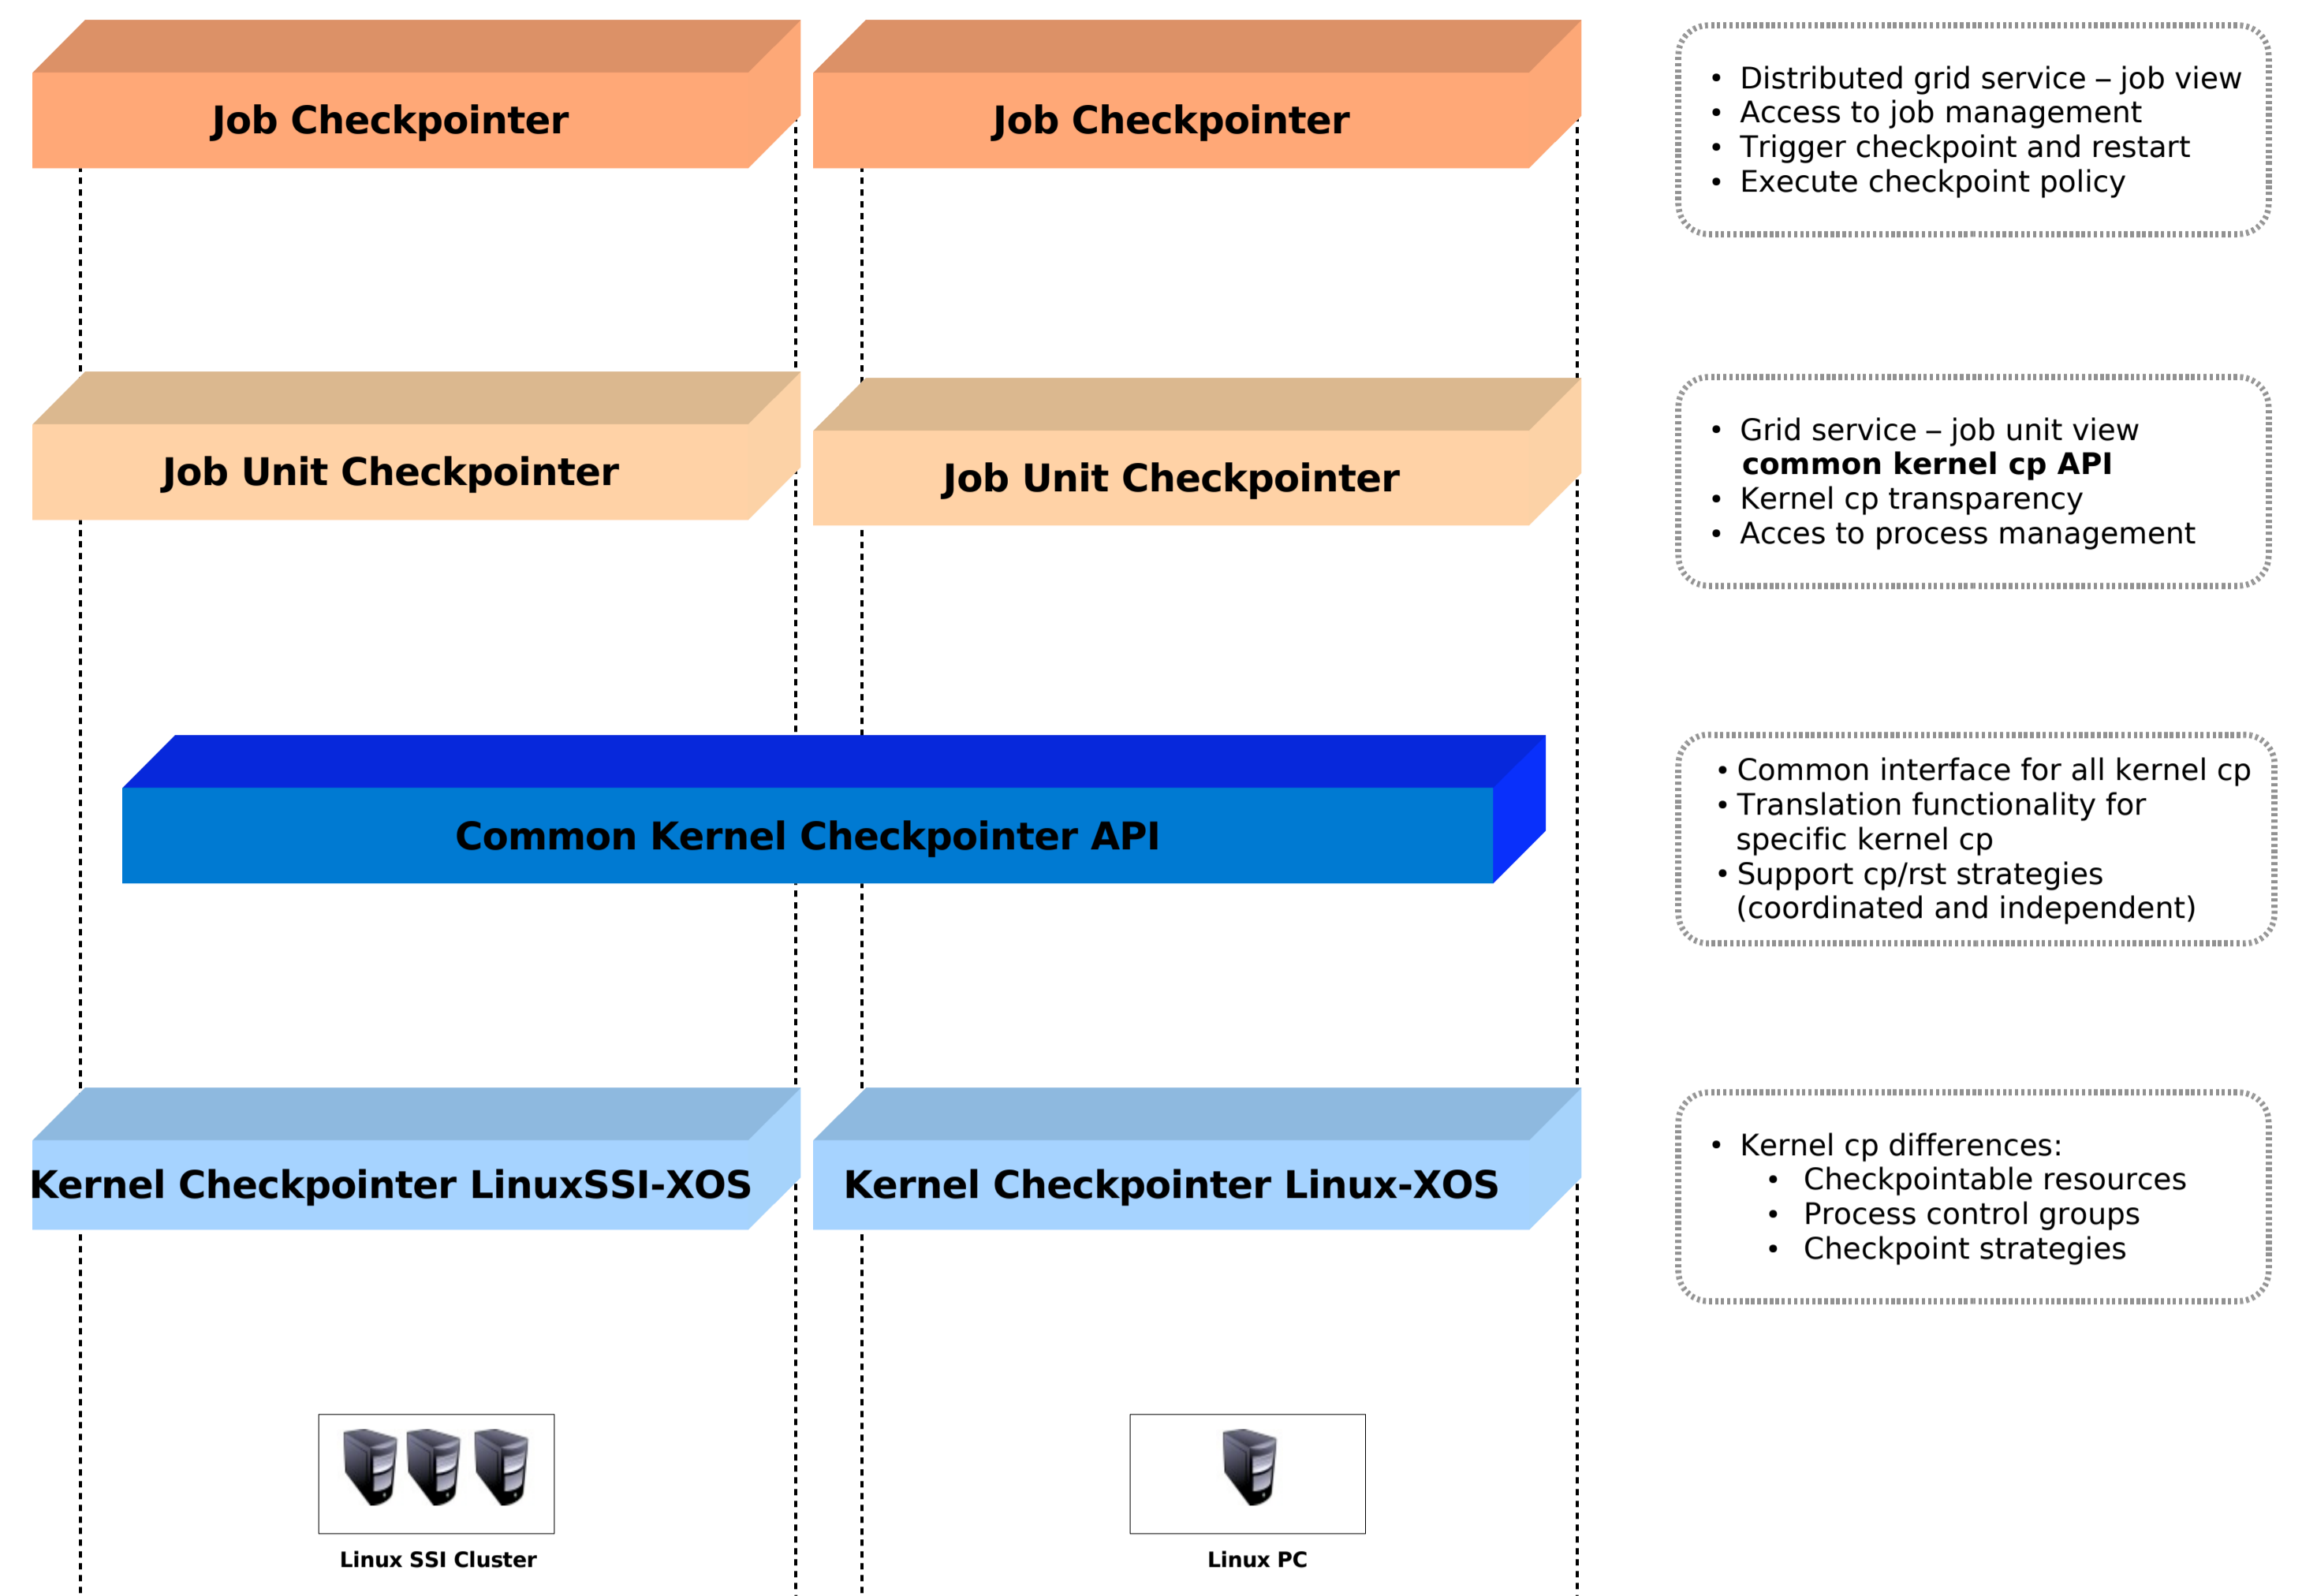 Job Checkpointer
Job Checkpointer
• Distributed grid service – job view
• Access to job management
• Trigger checkpoint and restart
• Execute checkpoint policy
Job Unit Checkpointer
Job Unit Checkpointer
• Grid service – job unit view
common kernel cp API
• Kernel cp transparency
• Acces to process management
Common Kernel Checkpointer API
• Common interface for all kernel cp
• Translation functionality for
specific kernel cp
• Support cp/rst strategies
(coordinated and independent)
Kernel Checkpointer LinuxSSI-XOS
Kernel Checkpointer Linux-XOS
• Kernel cp differences:
• Checkpointable resources
• Process control groups
• Checkpoint strategies
Linux SSI Cluster
Linux PC